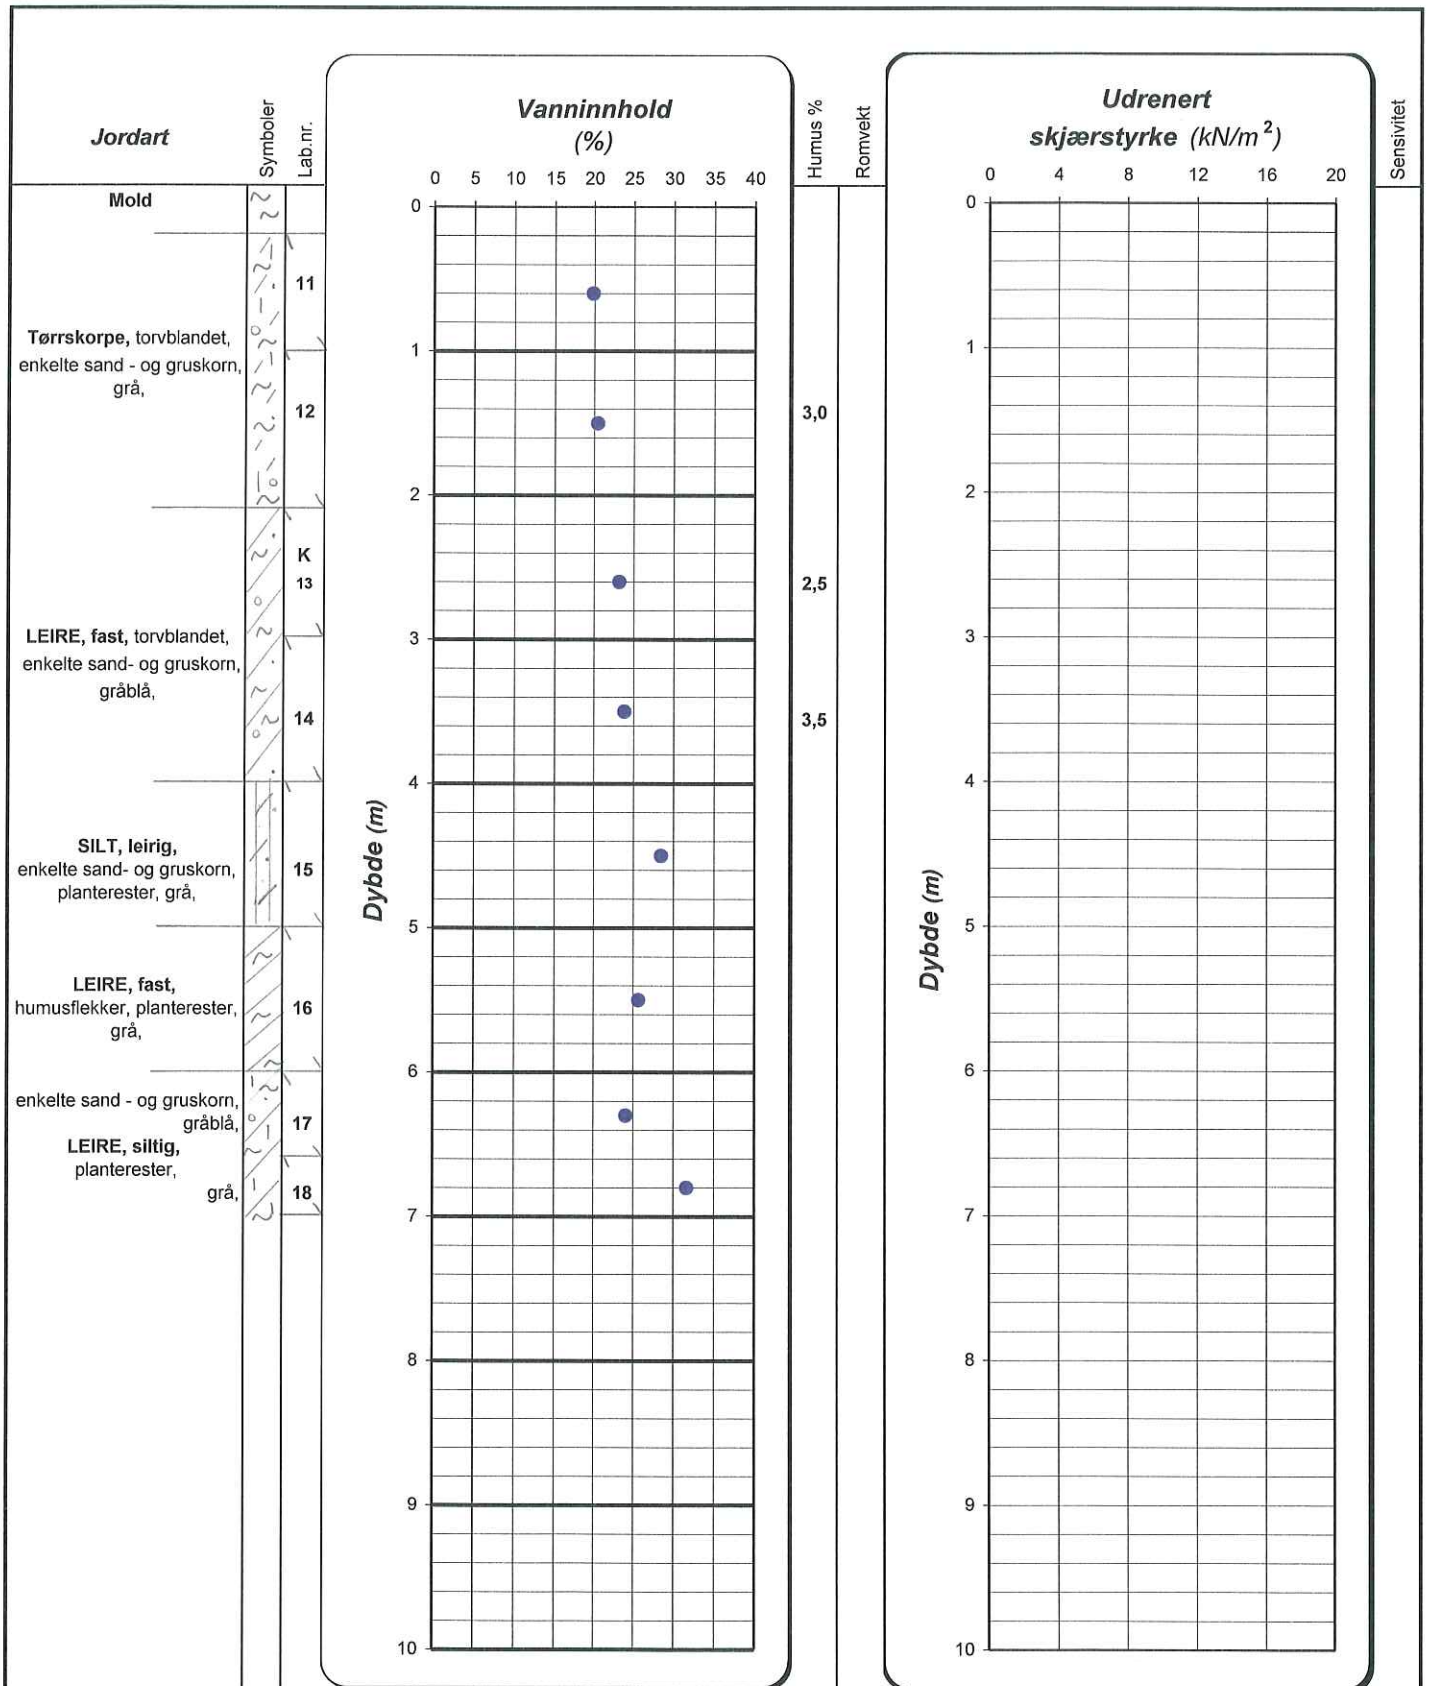 Jordart
Symboler
Lab.nr.
Vanninnhold
(%)
0 5 10 15 20 25 30 35 40
Humus %
Romvekt
Udrenert
skjærstyrke (kN/m²)
0 4 8 12 16 20
Sensivitet
Mold
Tørrskorpe, torvblandet,
enkelte sand - og gruskorn,
grå,
LEIRE, fast, torvblandet,
enkelte sand- og gruskorn,
gråblå,
SILT, leirig,
enkelte sand- og gruskorn,
planterester, grå,
LEIRE, fast,
humusflekker, planterester,
grå,
enkelte sand - og gruskorn,
gråblå,
LEIRE, siltig,
planterester,
grå,
11
12
K
13
14
15
16
17
18
Dybde (m)
0
1
2
3
4
5
6
7
8
9
10
3,0
2,5
3,5
Dybde (m)
0
1
2
3
4
5
6
7
8
9
10